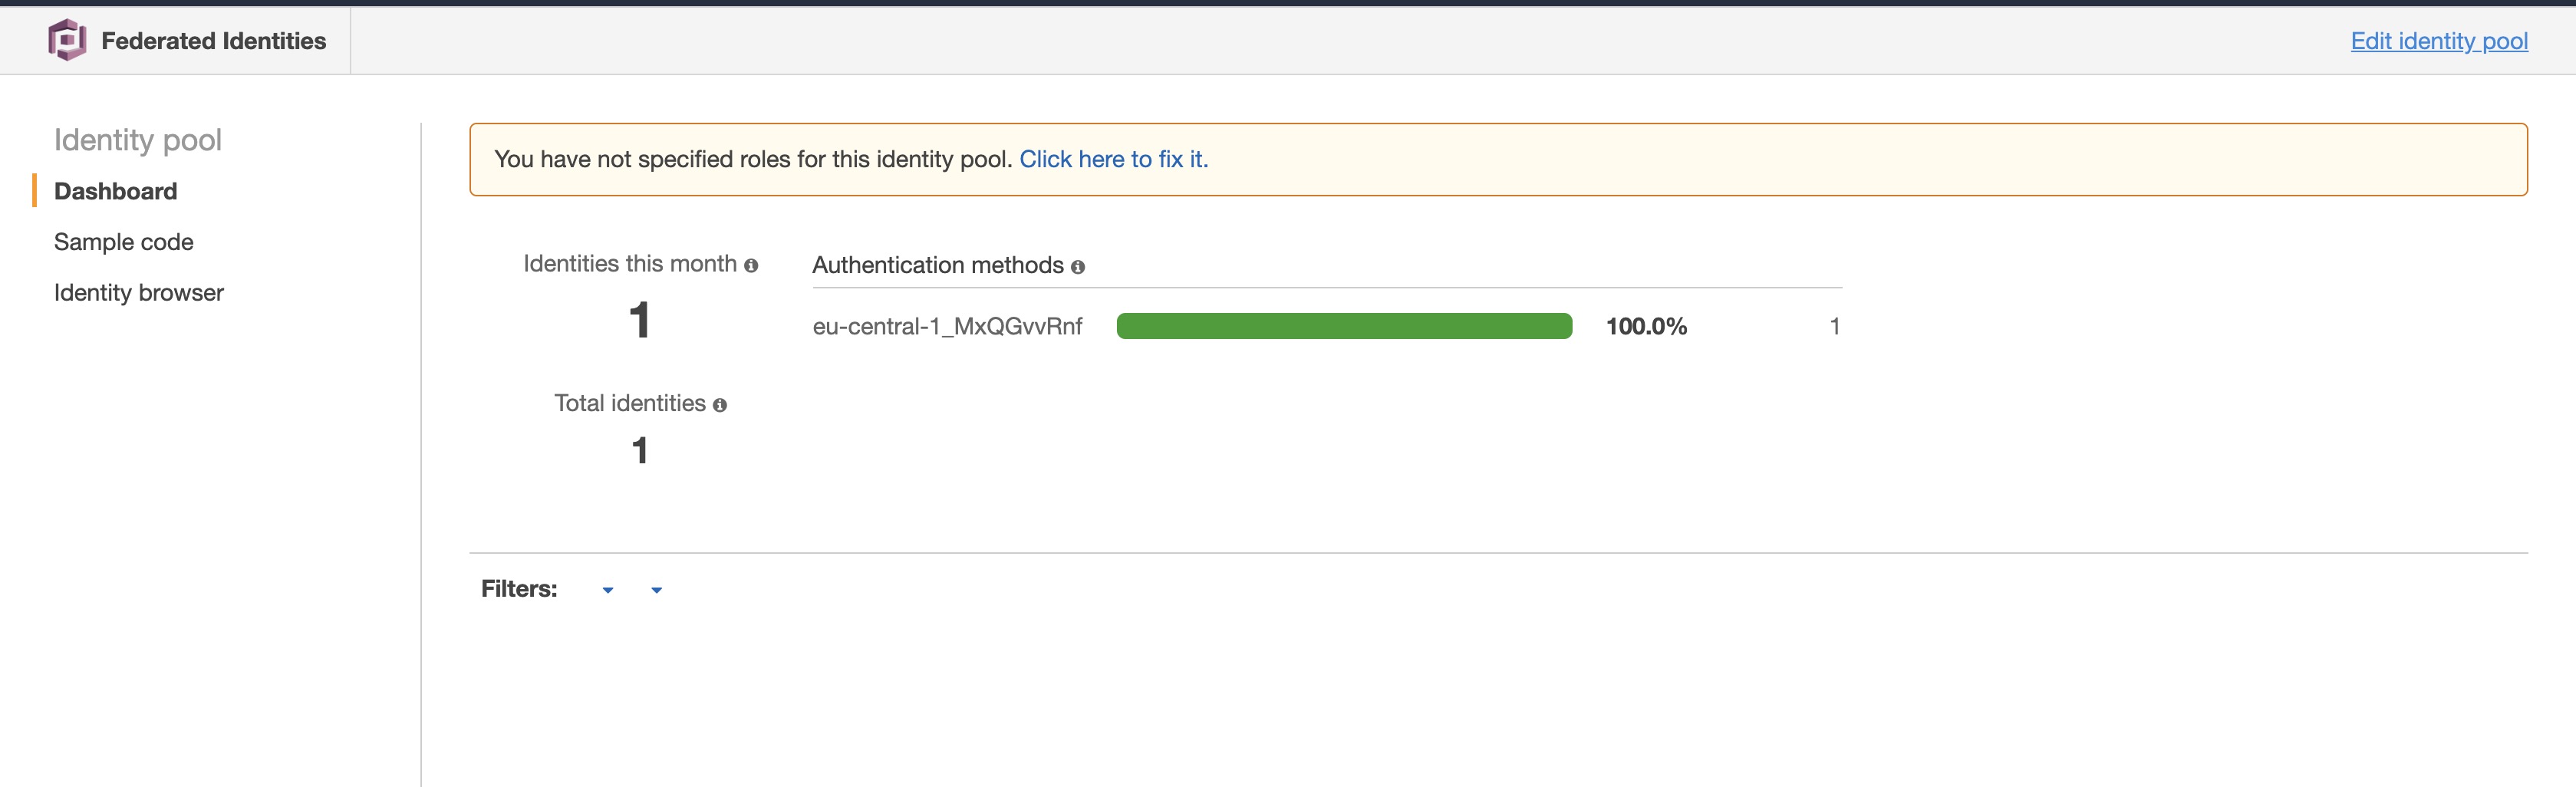 Federated Identities
Edit identity pool
Identity pool
Dashboard
Sample code
Identity browser
You have not specified roles for this identity pool. Click here to fix it.
Identities this month
1
Authentication methods
eu-central-1_MxQGvvRnf 100.0% 1
Total identities
1
Filters: